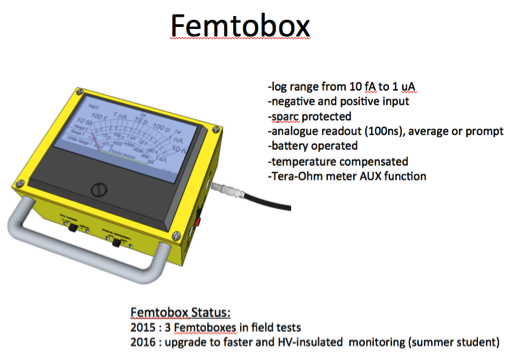 Femtobox
-log range from 10 fA to 1 uA
-negative and positive input
-sparc protected
-analogue readout (100ns), average or prompt
-battery operated
-temperature compensated
-Tera-Ohm meter AUX function
Femtobox Status:
2015 : 3 Femtoboxes in field tests
2016 : upgrade to faster and HV-insulated monitoring (summer student)